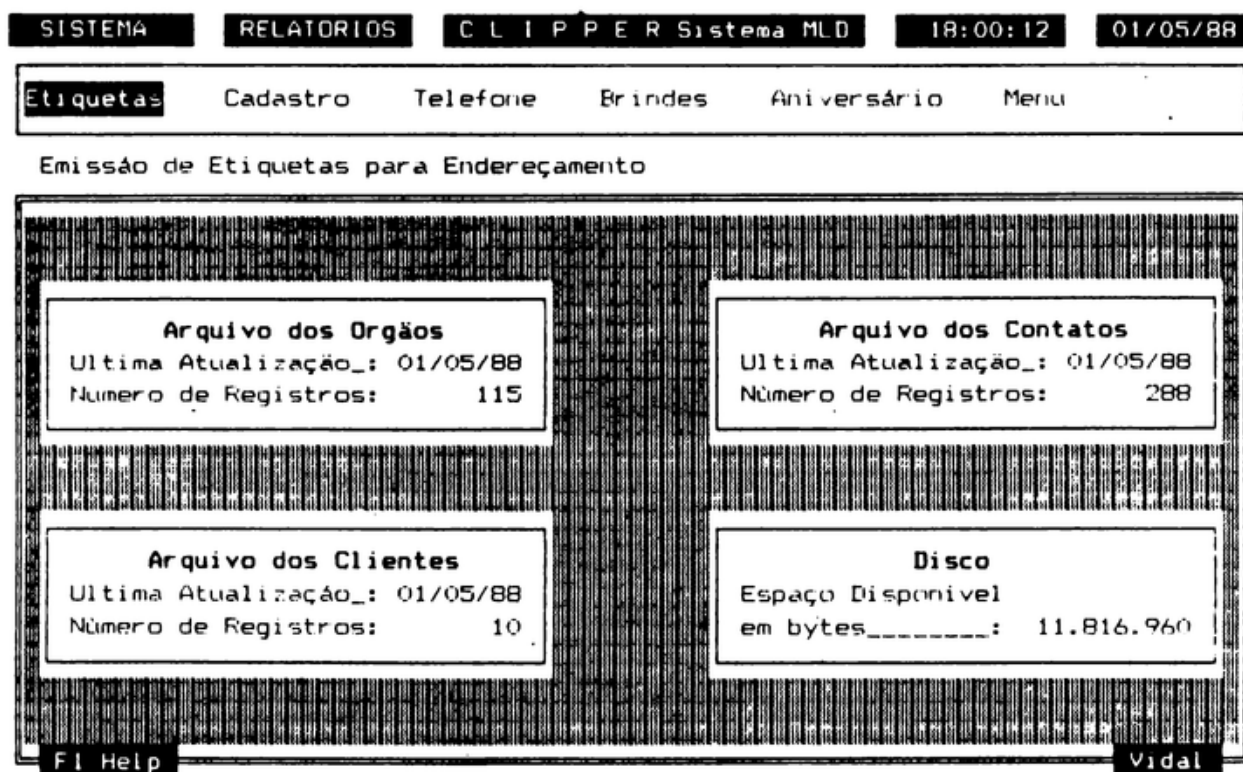 SISTEMA RELATORIOS C L I P P E R Sistema MLD 18:00:12 01/05/88
Etiquetas Cadastro Telefone Brindes Aniversário Menu
Emissão de Etiquetas para Endereçamento
Arquivo dos Orgãos
Ultima Atualização_: 01/05/88
Número de Registros: 115
Arquivo dos Contatos
Ultima Atualização_: 01/05/88
Número de Registros: 288
Arquivo dos Clientes
Ultima Atualização_: 01/05/88
Número de Registros: 10
Disco
Espaço Disponivel
em bytes________: 11.816.960
F1 Help Vidal